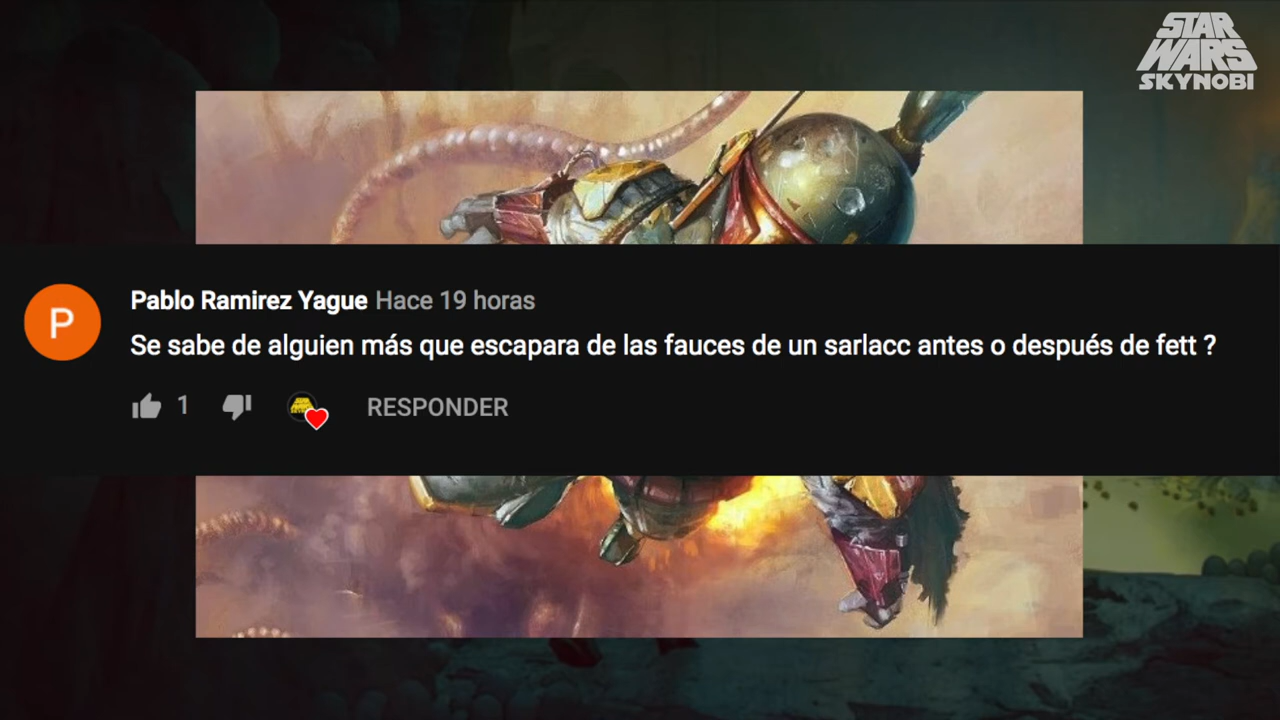 STAR
WARS
SKYNOBI
P
Pablo Ramirez Yague Hace 19 horas
Se sabe de alguien más que escapara de las fauces de un sarlacc antes o después de fett ?
1
RESPONDER